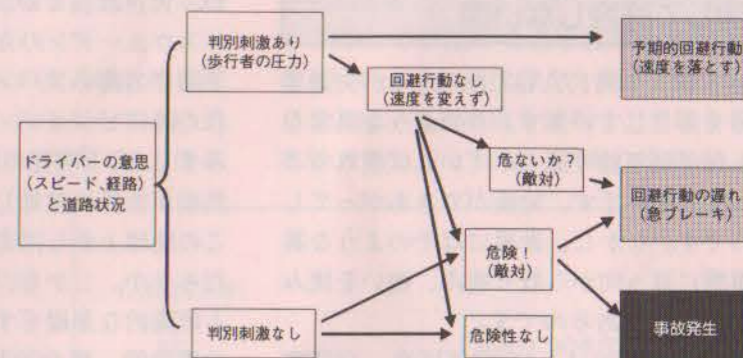 判別刺激あり
(歩行者の圧力)
予期的回避行動
(速度を落とす)
回避行動なし
(速度を変えず)
ドライバーの意思
(スピード、経路)
と道路状況
危ないか?
(敵対)
回避行動の遅れ
(急ブレーキ)
危険!
(敵対)
判別刺激なし
危険性なし
事故発生